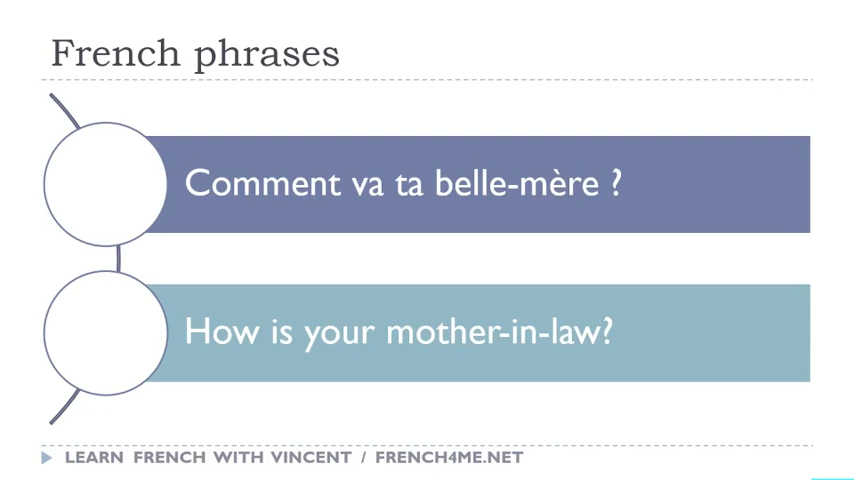 French phrases
Comment va ta belle-mère ?
How is your mother-in-law?
LEARN FRENCH WITH VINCENT / FRENCH4ME.NET